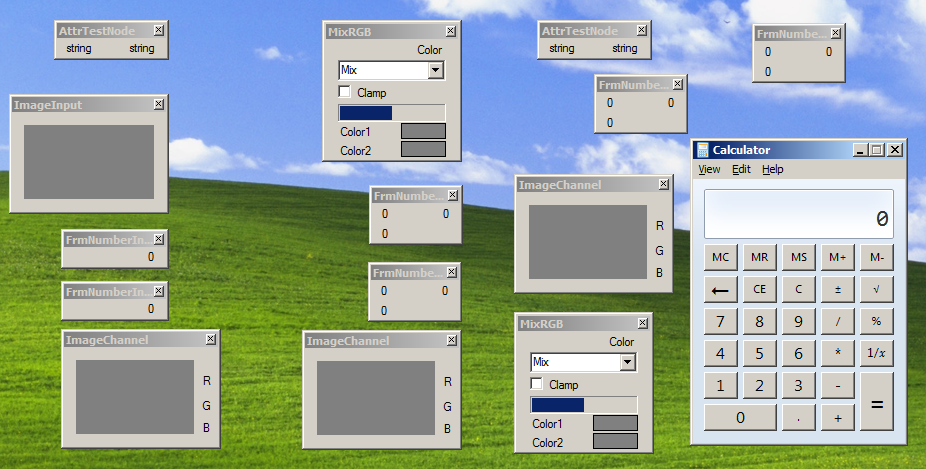 AttrTestNode
string string
ImageInput
FrmNumberIn...
0
FrmNumberIn...
0
ImageChannel
R
G
B
MixRGB
Color
Mix
Clamp
Color1
Color2
FrmNumbe...
0 0
0
FrmNumbe...
0 0
0
ImageChannel
R
G
B
AttrTestNode
string string
FrmNumbe...
0 0
0
FrmNumbe...
0 0
0
ImageChannel
R
G
B
MixRGB
Color
Mix
Clamp
Color1
Color2
Calculator
View Edit Help
0
MC MR MS M+ M-
← CE C ± √
7 8 9 / %
4 5 6 * 1/x
1 2 3 - =
0 . +